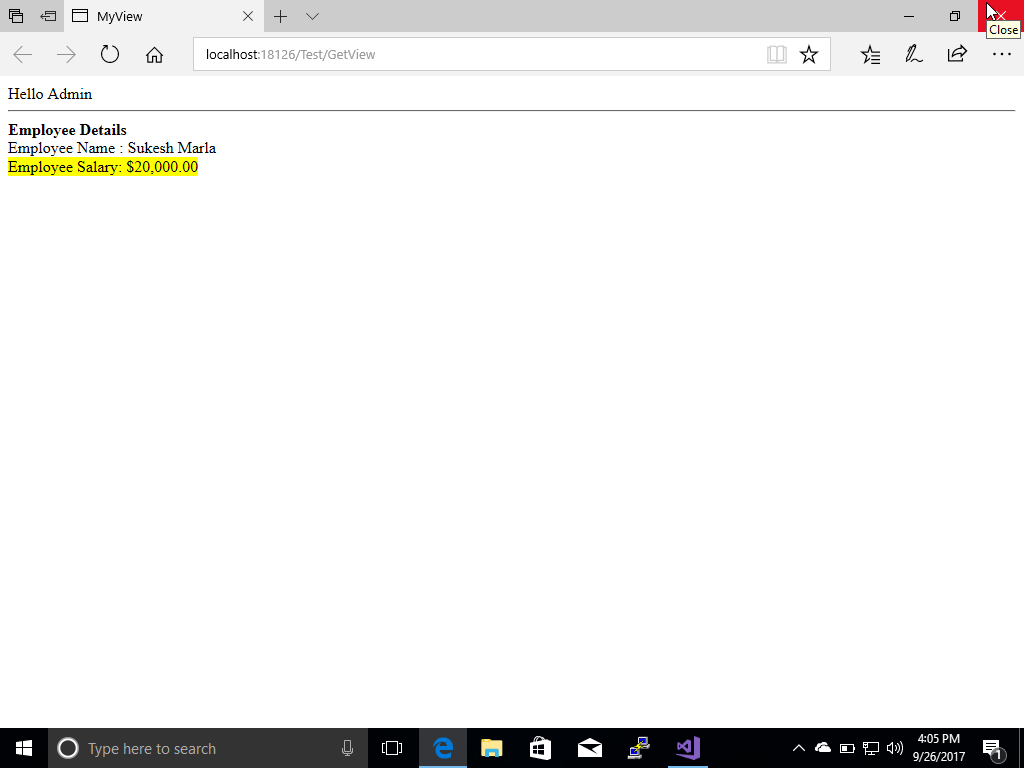 MyView
Close
localhost:18126/Test/GetView
Hello Admin
Employee Details
Employee Name : Sukesh Marla
Employee Salary: $20,000.00
Type here to search
4:05 PM
9/26/2017
1